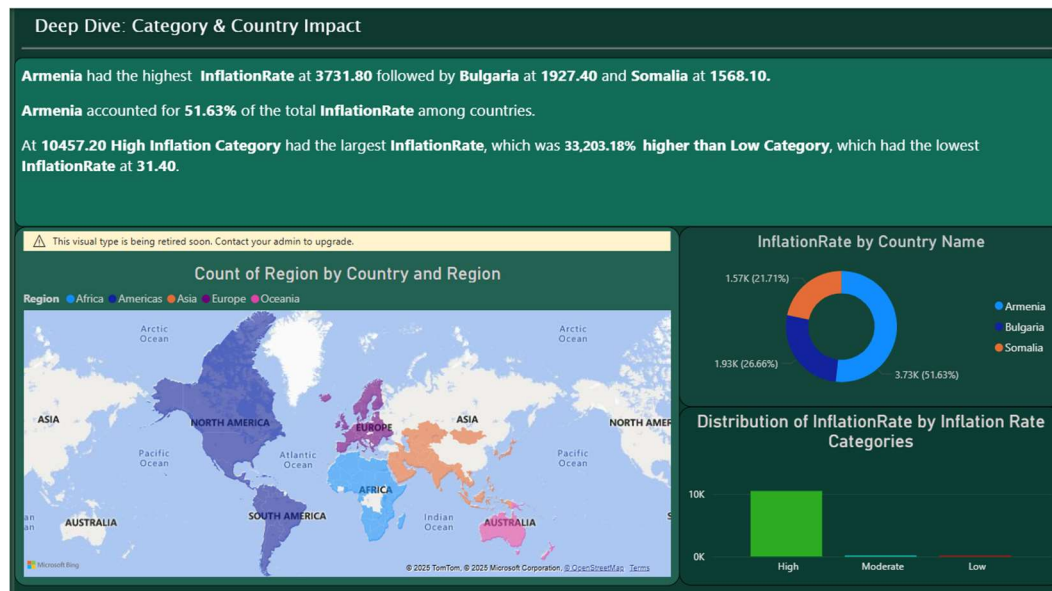 Deep Dive: Category & Country Impact
Armenia had the highest InflationRate at 3731.80 followed by Bulgaria at 1927.40 and Somalia at 1568.10.
Armenia accounted for 51.63% of the total InflationRate among countries.
At 10457.20 High Inflation Category had the largest InflationRate, which was 33,203.18% higher than Low Category, which had the lowest
InflationRate at 31.40.
This visual type is being retired soon. Contact your admin to upgrade.
Count of Region by Country and Region
Region Africa Americas Asia Europe Oceania
Arctic
Ocean
Arctic
Ocean
ASIA
NORTH AMERICA
EUROPE
ASIA
NORTH AMER
Pacific
Ocean
Atlantic
Ocean
Pacific
Ocean
AFRICA
an
an
AUSTRALIA
SOUTH AMERICA
Indian
Ocean
AUSTRALIA
S
Microsoft Bing
© 2025 TomTom, © 2025 Microsoft Corporation, © OpenStreetMap Terms
InflationRate by Country Name
1.57K (21.71%)
1.93K (26.66%)
3.73K (51.63%)
Armenia
Bulgaria
Somalia
Distribution of InflationRate by Inflation Rate
Categories
10K
0K
High Moderate Low